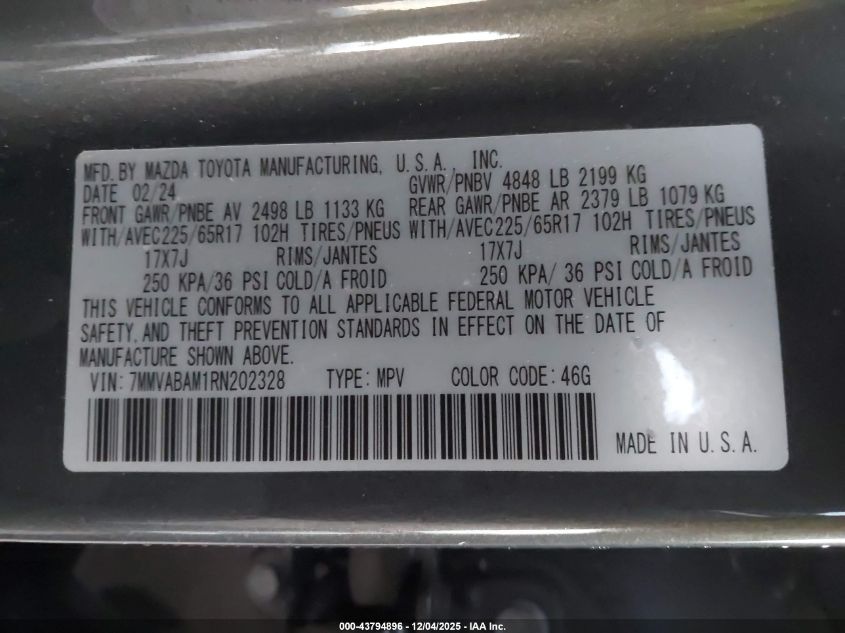 MFD. BY MAZDA TOYOTA MANUFACTURING, U.S.A., INC.
DATE 02/24 GVWR/PNBV 4848 LB 2199 KG
FRONT GAWR/PNBE AV 2498 LB 1133 KG REAR GAWR/PNBE AR 2379 LB 1079 KG
WITH/AVEC225/65R17 102H TIRES/PNEUS WITH/AVEC225/65R17 102H TIRES/PNEUS
17X7J RIMS/JANTES 17X7J RIMS/JANTES
250 KPA/36 PSI COLD/A FROID 250 KPA/ 36 PSI COLD/A FROID
THIS VEHICLE CONFORMS TO ALL APPLICABLE FEDERAL MOTOR VEHICLE
SAFETY, AND THEFT PREVENTION STANDARDS IN EFFECT ON THE DATE OF
MANUFACTURE SHOWN ABOVE.
VIN: 7MMVABAM1RN202328 TYPE: MPV COLOR CODE: 46G
MADE IN U.S.A.
000-43794896 - 12/04/2025 - IAA Inc.